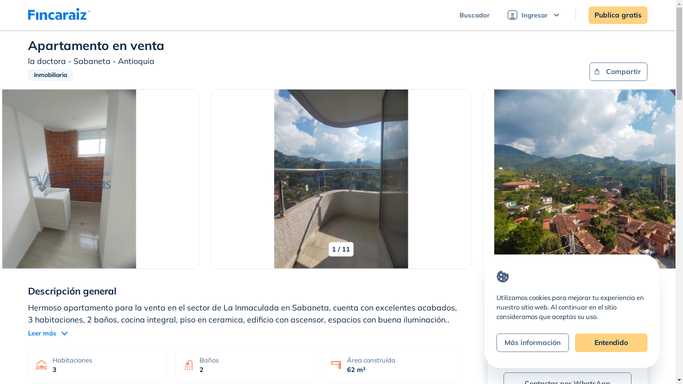 Fincaraiz
Buscador
Ingresar
Publica gratis
Apartamento en venta
la doctora - Sabaneta - Antioquia
Inmobiliaria
Compartir
1 / 11
Descripción general
Hermoso apartamento para la venta en el sector de La Inmaculada en Sabaneta, cuenta con excelentes acabados,
3 habitaciones, 2 baños, cocina integral, piso en ceramica, edificio con ascensor, espacios con buena iluminación..
Leer más
Habitaciones
3
Baños
2
Área construída
62 m²
Utilizamos cookies para mejorar tu experiencia en
nuestro sitio web. Al continuar en el sitio
consideramos que aceptas su uso.
Más información
Entendido
Contactar por WhatsApp